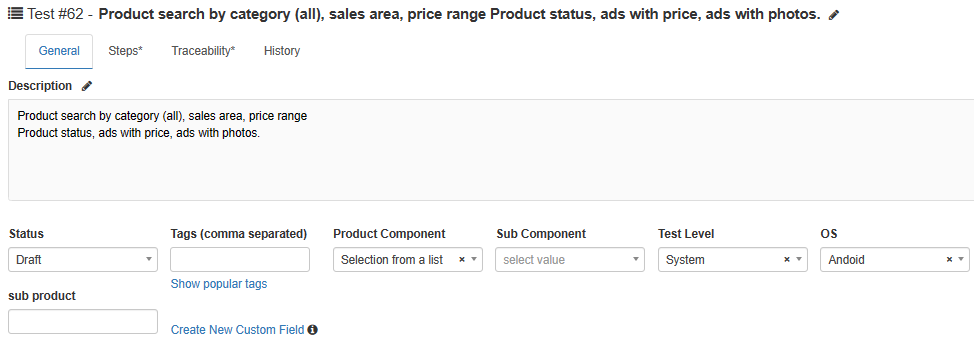 Test #62 - Product search by category (all), sales area, price range Product status, ads with price, ads with photos.
General Steps* Traceability* History
Description
Product search by category (all), sales area, price range
Product status, ads with price, ads with photos.
Status Tags (comma separated) Product Component Sub Component Test Level OS
Draft Selection from a list × select value System × Andoid ×
Show popular tags
sub product
Create New Custom Field